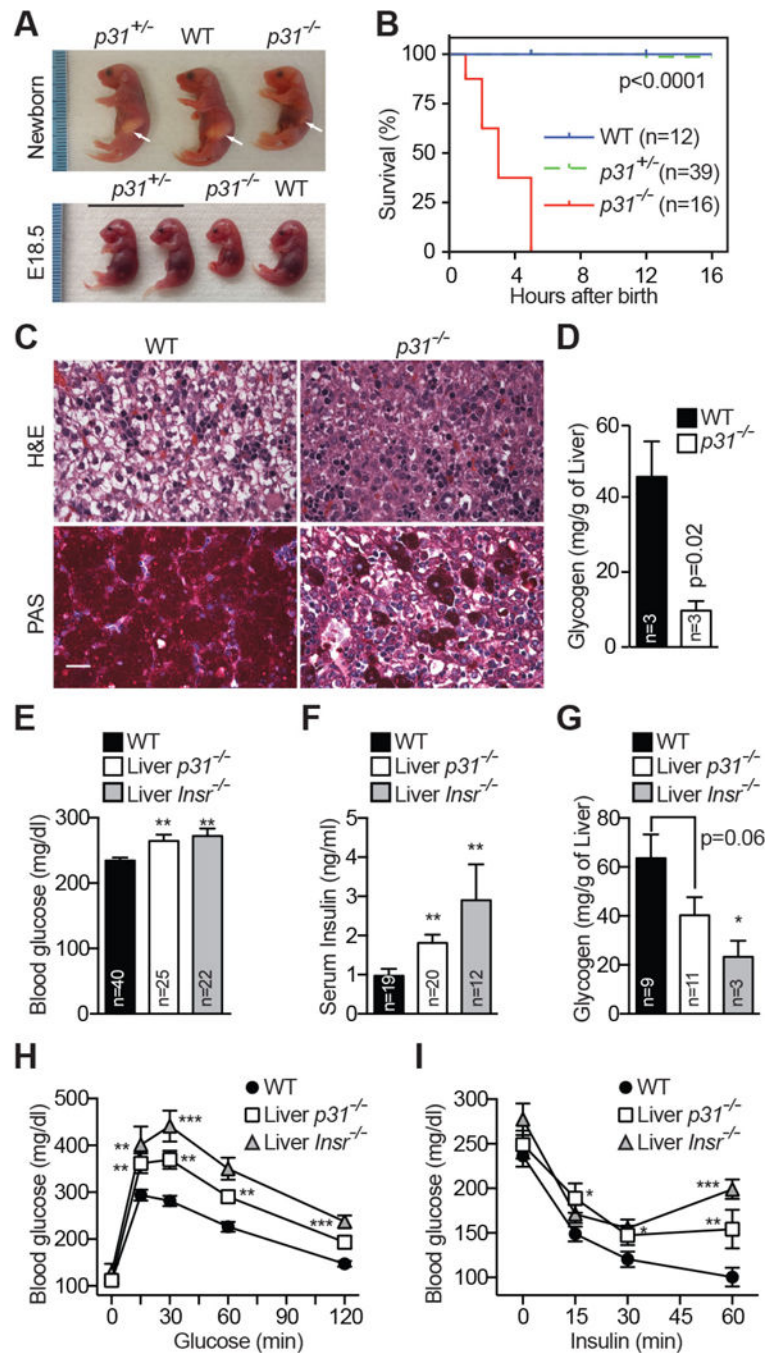 A
p31+/- WT p31-/-
Newborn
p31+/- p31-/- WT
E18.5
B
Survival (%)
100
75
50
25
0
p<0.0001
WT (n=12)
p31+/- (n=39)
p31-/- (n=16)
0 4 8 12 16
Hours after birth
C
WT p31-/-
H&E
PAS
D
WT
p31-/-
Glycogen (mg/g of Liver)
60
40
20
0
p=0.02
n=3 n=3
E
WT
Liver p31-/-
Liver Insr-/-
Blood glucose (mg/dl)
300
200
100
0
** **
n=40 n=25 n=22
F
WT
Liver p31-/-
Liver Insr-/-
Serum Insulin (ng/ml)
5
4
3
2
1
0
** **
n=19 n=20 n=12
G
WT
Liver p31-/-
Liver Insr-/-
Glycogen (mg/g of Liver)
80
60
40
20
0
p=0.06
*
n=9 n=11 n=3
H
WT
Liver p31-/-
Liver Insr-/-
Blood glucose (mg/dl)
500
400
300
200
100
** ***
** **
**
***
0 30 60 90 120
Glucose (min)
I
WT
Liver p31-/-
Liver Insr-/-
Blood glucose (mg/dl)
300
250
200
150
100
*
*
***
**
0 15 30 45 60
Insulin (min)